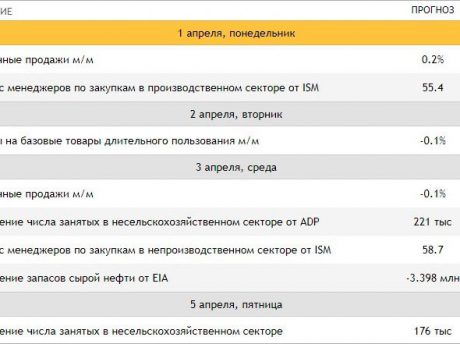 ИЕ ПРОГНОЗ
1 апреля, понедельник
нные продажи м/м 0.2%
с менеджеров по закупкам в производственном секторе от ISM 55.4
2 апреля, вторник
ы на базовые товары длительного пользования м/м -0.1%
3 апреля, среда
нные продажи м/м -0.1%
ение числа занятых в несельскохозяйственном секторе от ADP 221 тыс
с менеджеров по закупкам в непроизводственном секторе от ISM 58.7
ение запасов сырой нефти от EIA -3.398 млн
5 апреля, пятница
ение числа занятых в несельскохозяйственном секторе 176 тыс